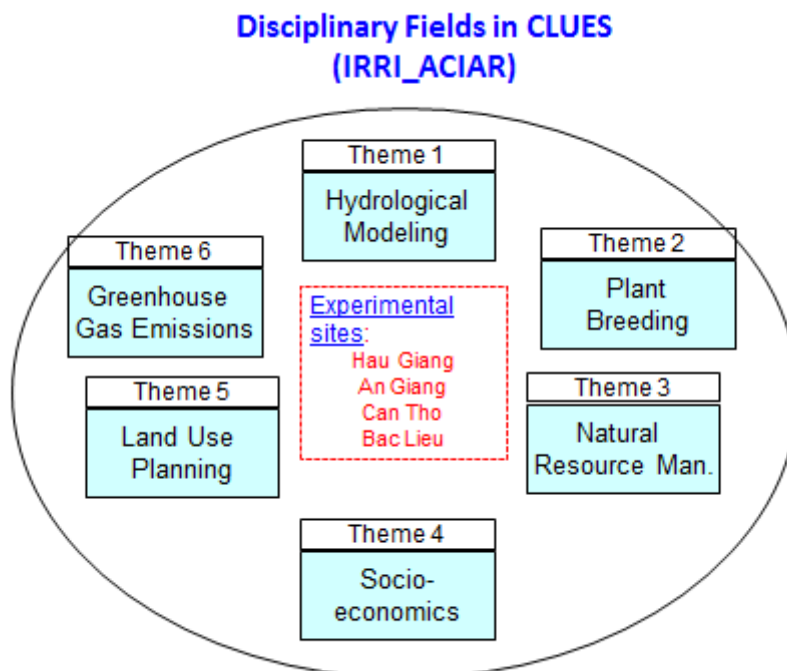 Disciplinary Fields in CLUES
(IRRI_ACIAR)
Theme 1
Hydrological
Modeling
Theme 2
Plant
Breeding
Theme 3
Natural
Resource Man.
Theme 4
Socio-
economics
Theme 5
Land Use
Planning
Theme 6
Greenhouse
Gas Emissions
Experimental
sites:
Hau Giang
An Giang
Can Tho
Bac Lieu